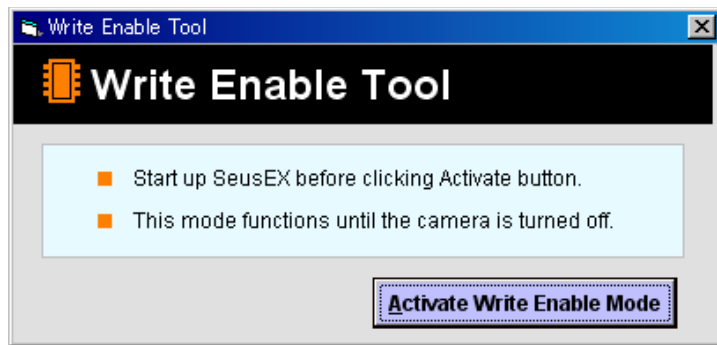 Write Enable Tool
Write Enable Tool
Start up SeusEX before clicking Activate button.
This mode functions until the camera is turned off.
Activate Write Enable Mode